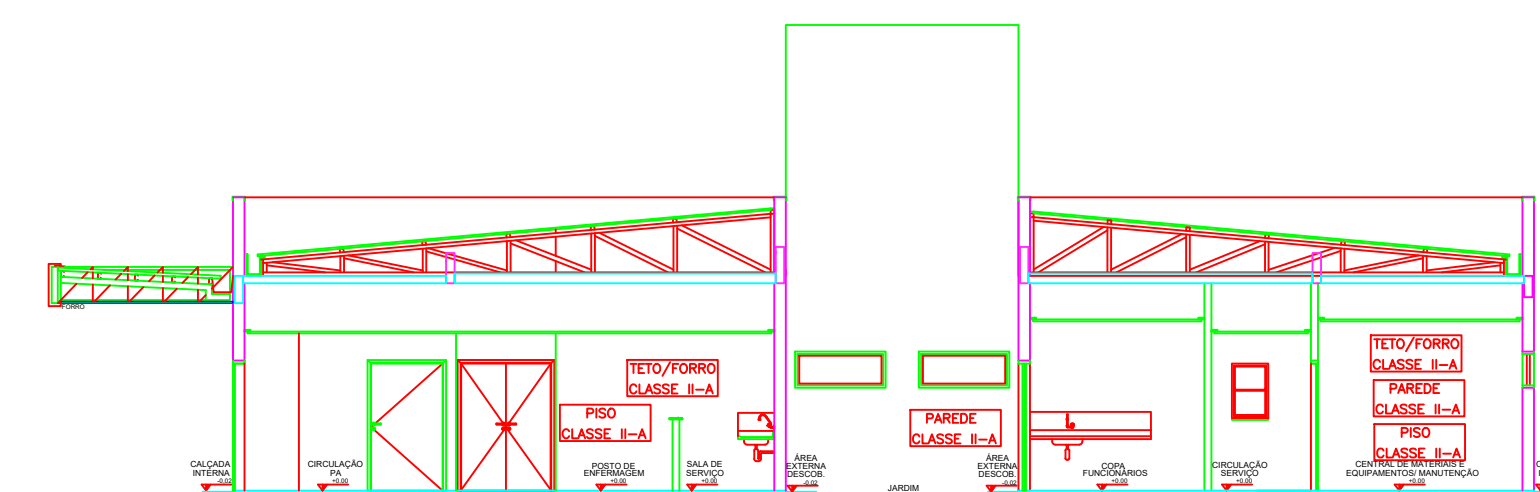 FORRO
TETO/FORRO
CLASSE II-A
PISO
CLASSE II-A
PAREDE
CLASSE II-A
TETO/FORRO
CLASSE II-A
PAREDE
CLASSE II-A
PISO
CLASSE II-A
CALÇADA
INTERNA
-0.02
CIRCULAÇÃO
PA
+0.00
POSTO DE
ENFERMAGEM
+0.00
SALA DE
SERVIÇO
+0.00
ÁREA
EXTERNA
DESCOB.
-0.02
JARDIM
ÁREA
EXTERNA
DESCOB.
-0.02
COPA
FUNCIONÁRIOS
+0.00
CIRCULAÇÃO
SERVIÇO
+0.00
CENTRAL DE MATERIAIS E
EQUIPAMENTOS/ MANUTENÇÃO
+0.00